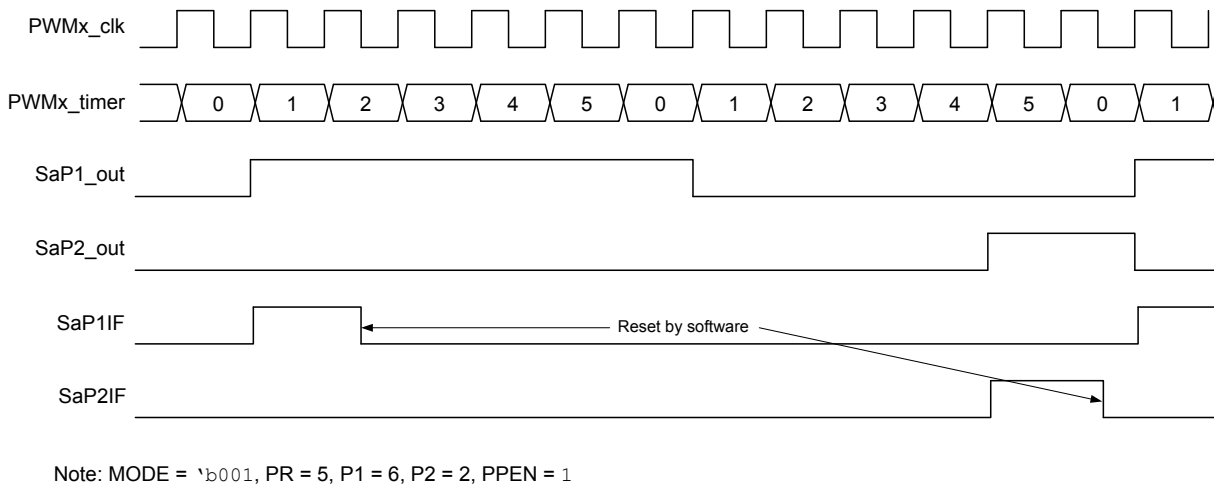 PWMx_clk
PWMx_timer 0 1 2 3 4 5 0 1 2 3 4 5 0 1
SaP1_out
SaP2_out
SaP1IF
Reset by software
SaP2IF
Note: MODE = ‵b001, PR = 5, P1 = 6, P2 = 2, PPEN = 1